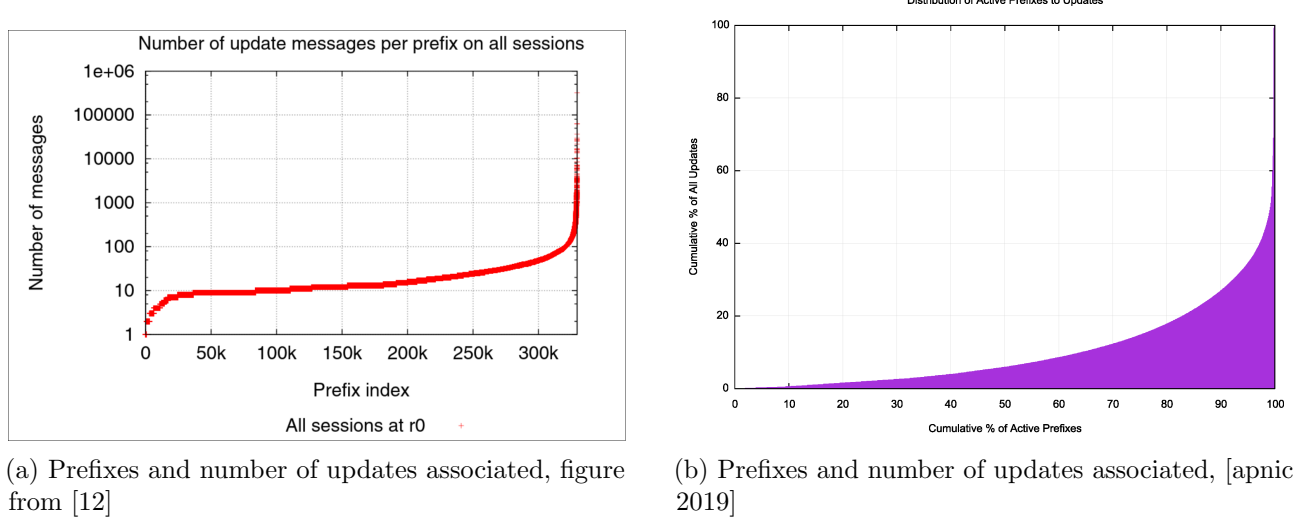 Number of update messages per prefix on all sessions
1e+06
100000
10000
1000
100
10
1
Number of messages
0 50k 100k 150k 200k 250k 300k
Prefix index
All sessions at r0
(a) Prefixes and number of updates associated, figure
from [12]
Distribution of Active Prefixes to Updates
100
80
60
40
20
0
Cumulative % of All Updates
0 10 20 30 40 50 60 70 80 90 100
Cumulative % of Active Prefixes
(b) Prefixes and number of updates associated, [apnic
2019]